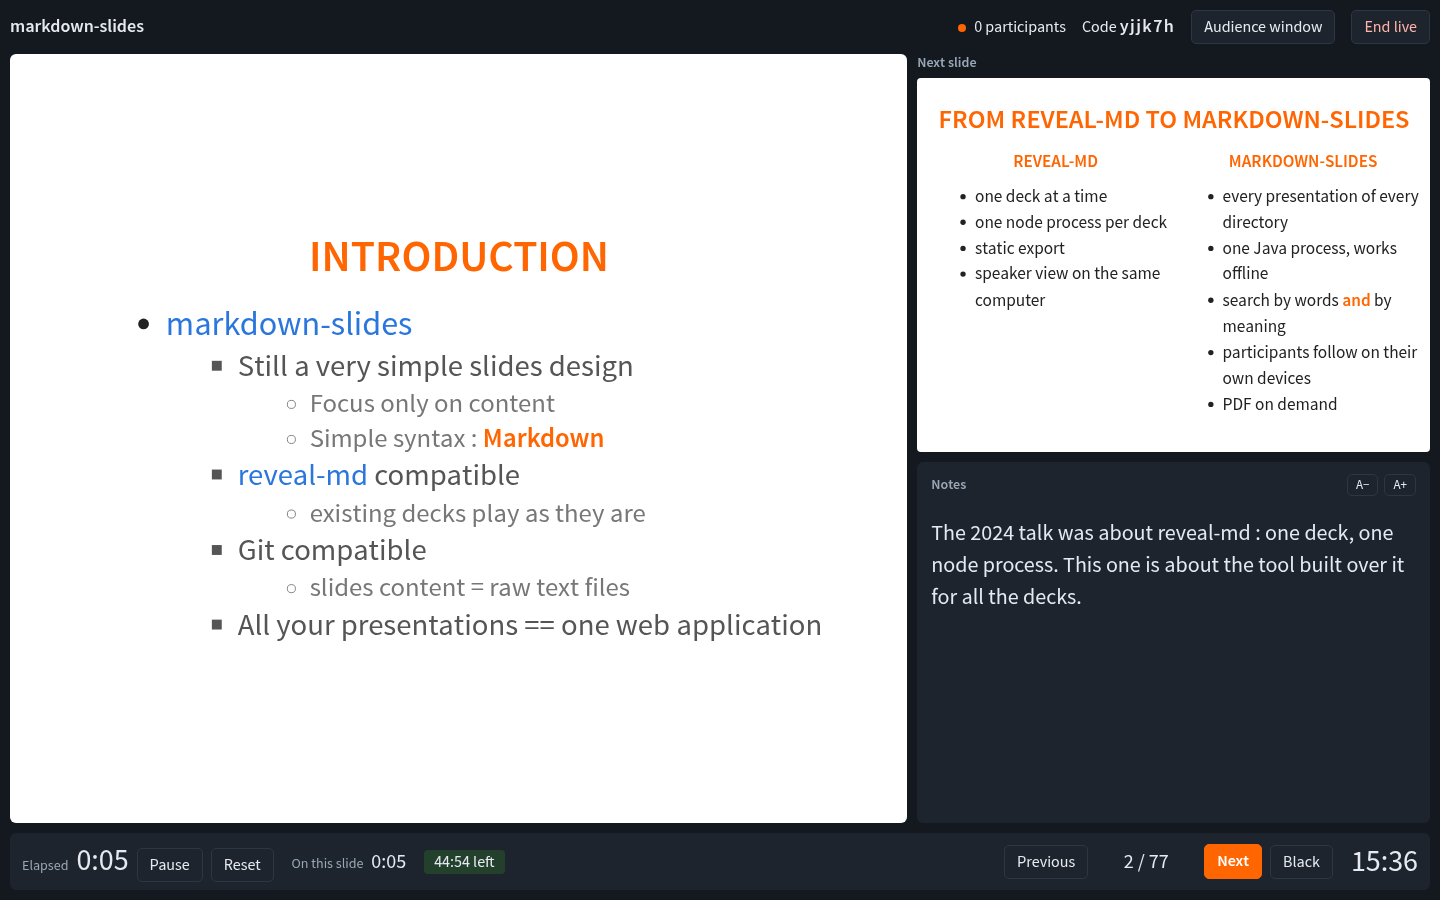 markdown-slides
0 participants
Code yjjk7h
Audience window
End live
INTRODUCTION
markdown-slides
Still a very simple slides design
Focus only on content
Simple syntax : Markdown
reveal-md compatible
existing decks play as they are
Git compatible
slides content = raw text files
All your presentations == one web application
Next slide
FROM REVEAL-MD TO MARKDOWN-SLIDES
REVEAL-MD
one deck at a time
one node process per deck
static export
speaker view on the same
computer
MARKDOWN-SLIDES
every presentation of every
directory
one Java process, works
offline
search by words and by
meaning
participants follow on their
own devices
PDF on demand
Notes
A−
A+
The 2024 talk was about reveal-md : one deck, one
node process. This one is about the tool built over it
for all the decks.
Elapsed 0:05
Pause
Reset
On this slide 0:05
44:54 left
Previous
2 / 77
Next
Black
15:36